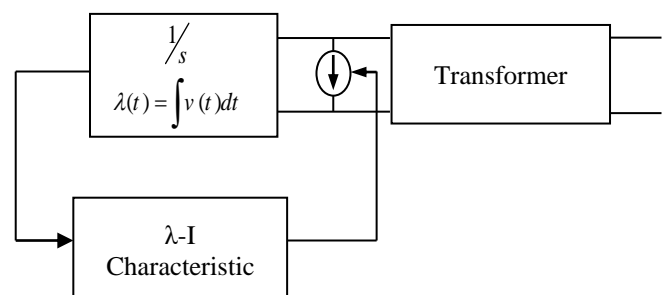 1/s
λ(t) = ∫v(t)dt
Transformer
λ-I
Characteristic